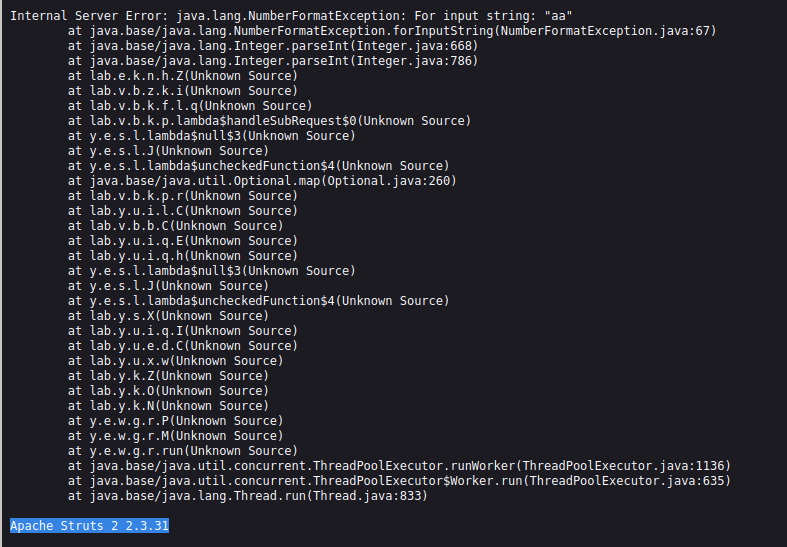 Internal Server Error: java.lang.NumberFormatException: For input string: "aa"
at java.base/java.lang.NumberFormatException.forInputString(NumberFormatException.java:67)
at java.base/java.lang.Integer.parseInt(Integer.java:668)
at java.base/java.lang.Integer.parseInt(Integer.java:786)
at lab.e.k.n.h.Z(Unknown Source)
at lab.v.b.z.k.i(Unknown Source)
at lab.v.b.k.f.l.q(Unknown Source)
at lab.v.b.k.p.lambda$handleSubRequest$0(Unknown Source)
at y.e.s.l.lambda$null$3(Unknown Source)
at y.e.s.l.J(Unknown Source)
at y.e.s.l.lambda$uncheckedFunction$4(Unknown Source)
at java.base/java.util.Optional.map(Optional.java:260)
at lab.v.b.k.p.r(Unknown Source)
at lab.y.u.i.l.C(Unknown Source)
at lab.v.b.b.C(Unknown Source)
at lab.y.u.i.q.E(Unknown Source)
at lab.y.u.i.q.h(Unknown Source)
at y.e.s.l.lambda$null$3(Unknown Source)
at y.e.s.l.J(Unknown Source)
at y.e.s.l.lambda$uncheckedFunction$4(Unknown Source)
at lab.y.s.X(Unknown Source)
at lab.y.u.i.q.I(Unknown Source)
at lab.y.u.e.d.C(Unknown Source)
at lab.y.u.x.w(Unknown Source)
at lab.y.k.Z(Unknown Source)
at lab.y.k.O(Unknown Source)
at lab.y.k.N(Unknown Source)
at y.e.w.g.r.P(Unknown Source)
at y.e.w.g.r.M(Unknown Source)
at y.e.w.g.r.run(Unknown Source)
at java.base/java.util.concurrent.ThreadPoolExecutor.runWorker(ThreadPoolExecutor.java:1136)
at java.base/java.util.concurrent.ThreadPoolExecutor$Worker.run(ThreadPoolExecutor.java:635)
at java.base/java.lang.Thread.run(Thread.java:833)
Apache Struts 2 2.3.31